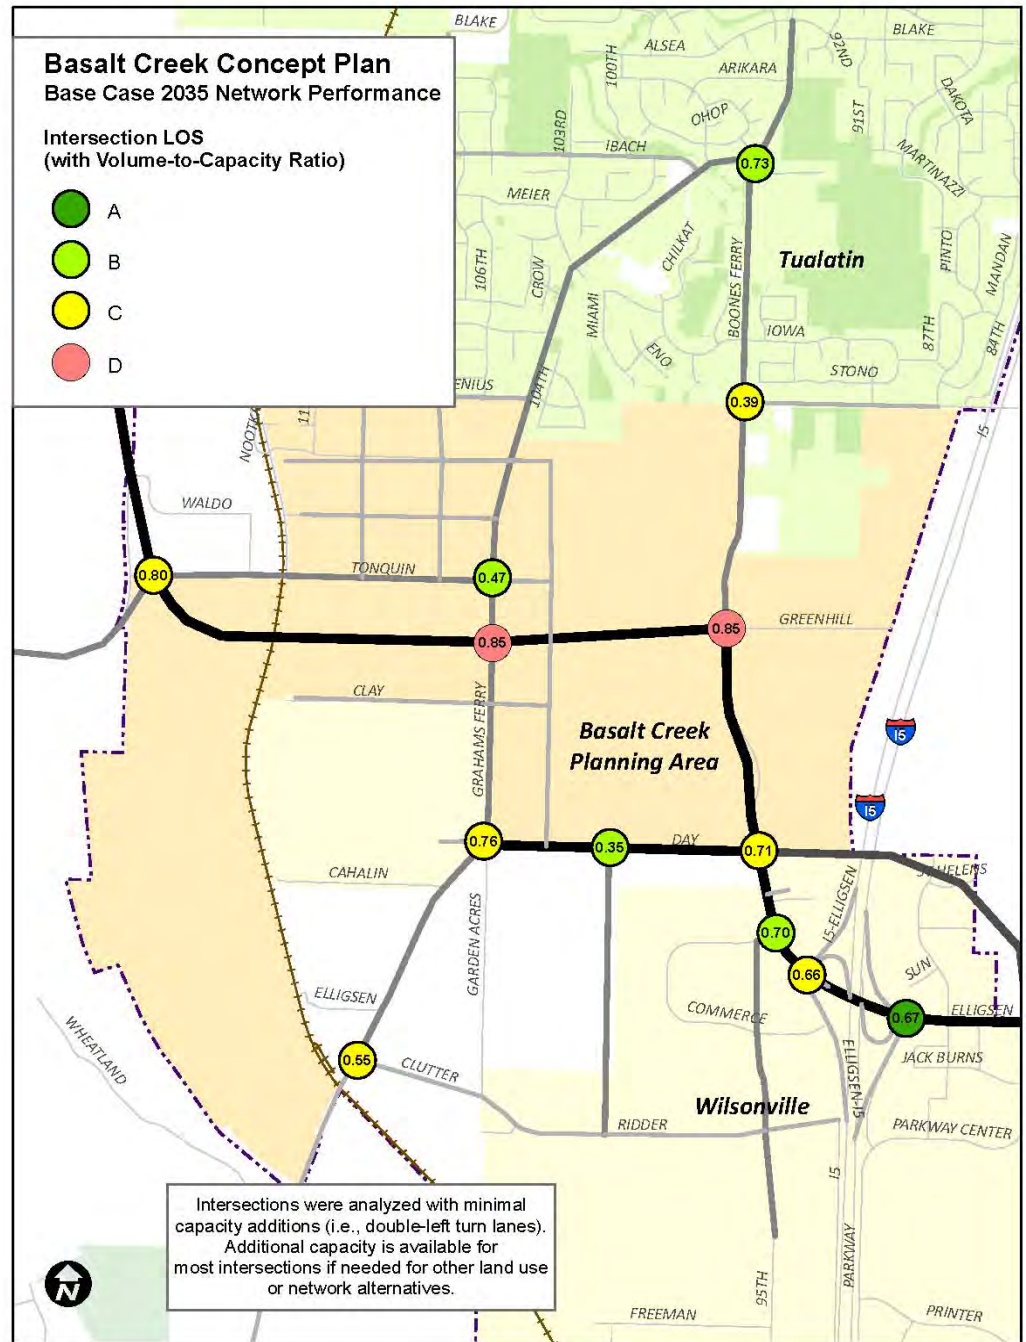 Basalt Creek Concept Plan
Base Case 2035 Network Performance
Intersection LOS
(with Volume-to-Capacity Ratio)
A
B
C
D
BLAKE
BLAKE
ALSEA
100TH
92ND
ARIKARA
DAKOTA
OHOP
91ST
103RD
IBACH
0.73
MARTINAZZI
MEIER
CHILKAT
Tualatin
PINTO
MANDAN
106TH
CROW
MIAMI
BOONES FERRY
IOWA
87TH
84TH
ENO
STONO
ENIUS
104TH
0.39
I5
WALDO
0.80
TONQUIN
0.47
0.85
0.85
GREENHILL
CLAY
GRAHAMS FERRY
Basalt Creek
Planning Area
I5
I5
0.76
0.35
DAY
0.71
CAHALIN
GARDEN ACRES
I5-ELLIGSEN
0.70
SUN
0.66
ELLIGSEN
COMMERCE
0.67
ELLIGSEN
WHEATLAND
0.55
CLUTTER
ELLIGSEN-I5
JACK BURNS
Wilsonville
RIDDER
PARKWAY CENTER
I5
Intersections were analyzed with minimal
capacity additions (i.e., double-left turn lanes).
Additional capacity is available for
most intersections if needed for other land use
or network alternatives.
N
95TH
PARKWAY
FREEMAN
PRINTER